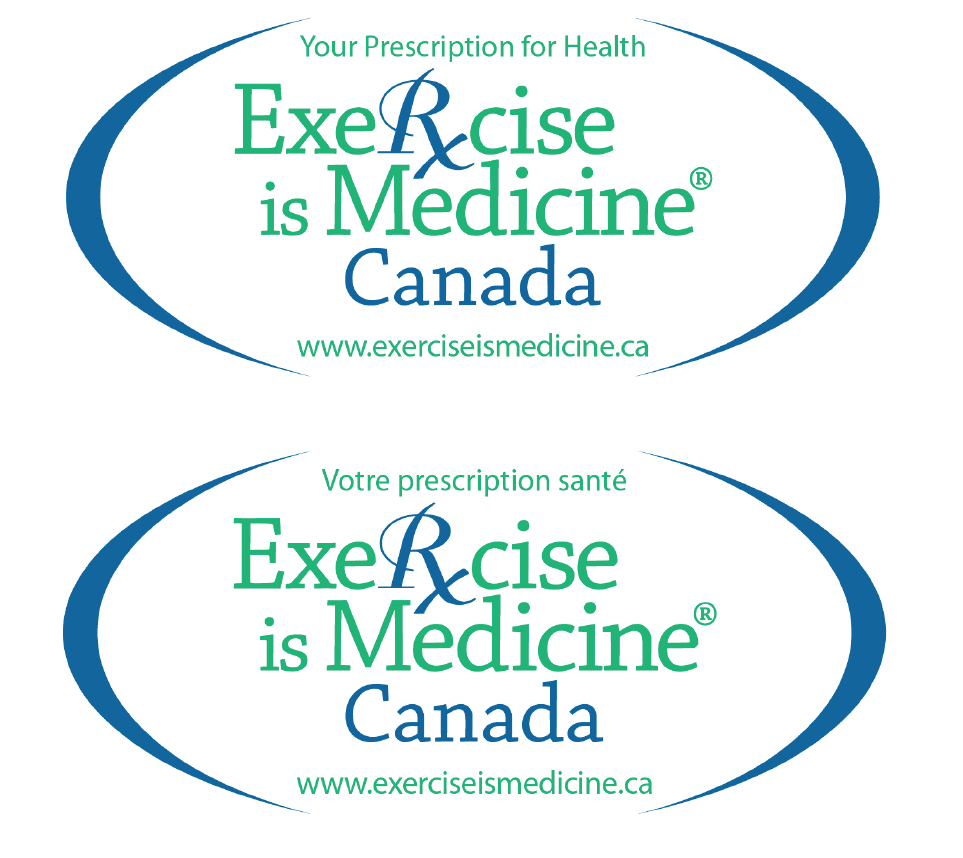 Your Prescription for Health
ExeRxcise
is Medicine®
Canada
www.exerciseismedicine.ca
Votre prescription santé
ExeRxcise
is Medicine®
Canada
www.exerciseismedicine.ca